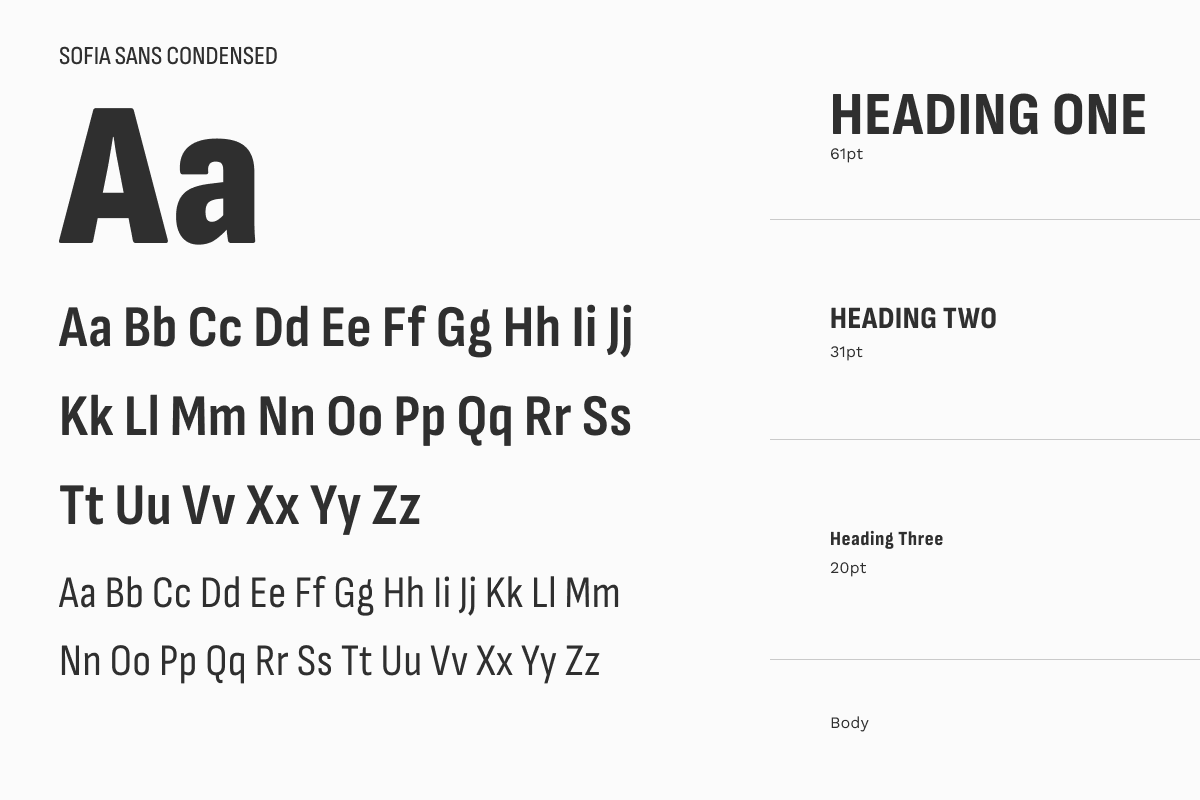 SOFIA SANS CONDENSED
Aa
Aa Bb Cc Dd Ee Ff Gg Hh Ii Jj
Kk Ll Mm Nn Oo Pp Qq Rr Ss
Tt Uu Vv Xx Yy Zz
Aa Bb Cc Dd Ee Ff Gg Hh Ii Jj Kk Ll Mm
Nn Oo Pp Qq Rr Ss Tt Uu Vv Xx Yy Zz
HEADING ONE
61pt
HEADING TWO
31pt
Heading Three
20pt
Body